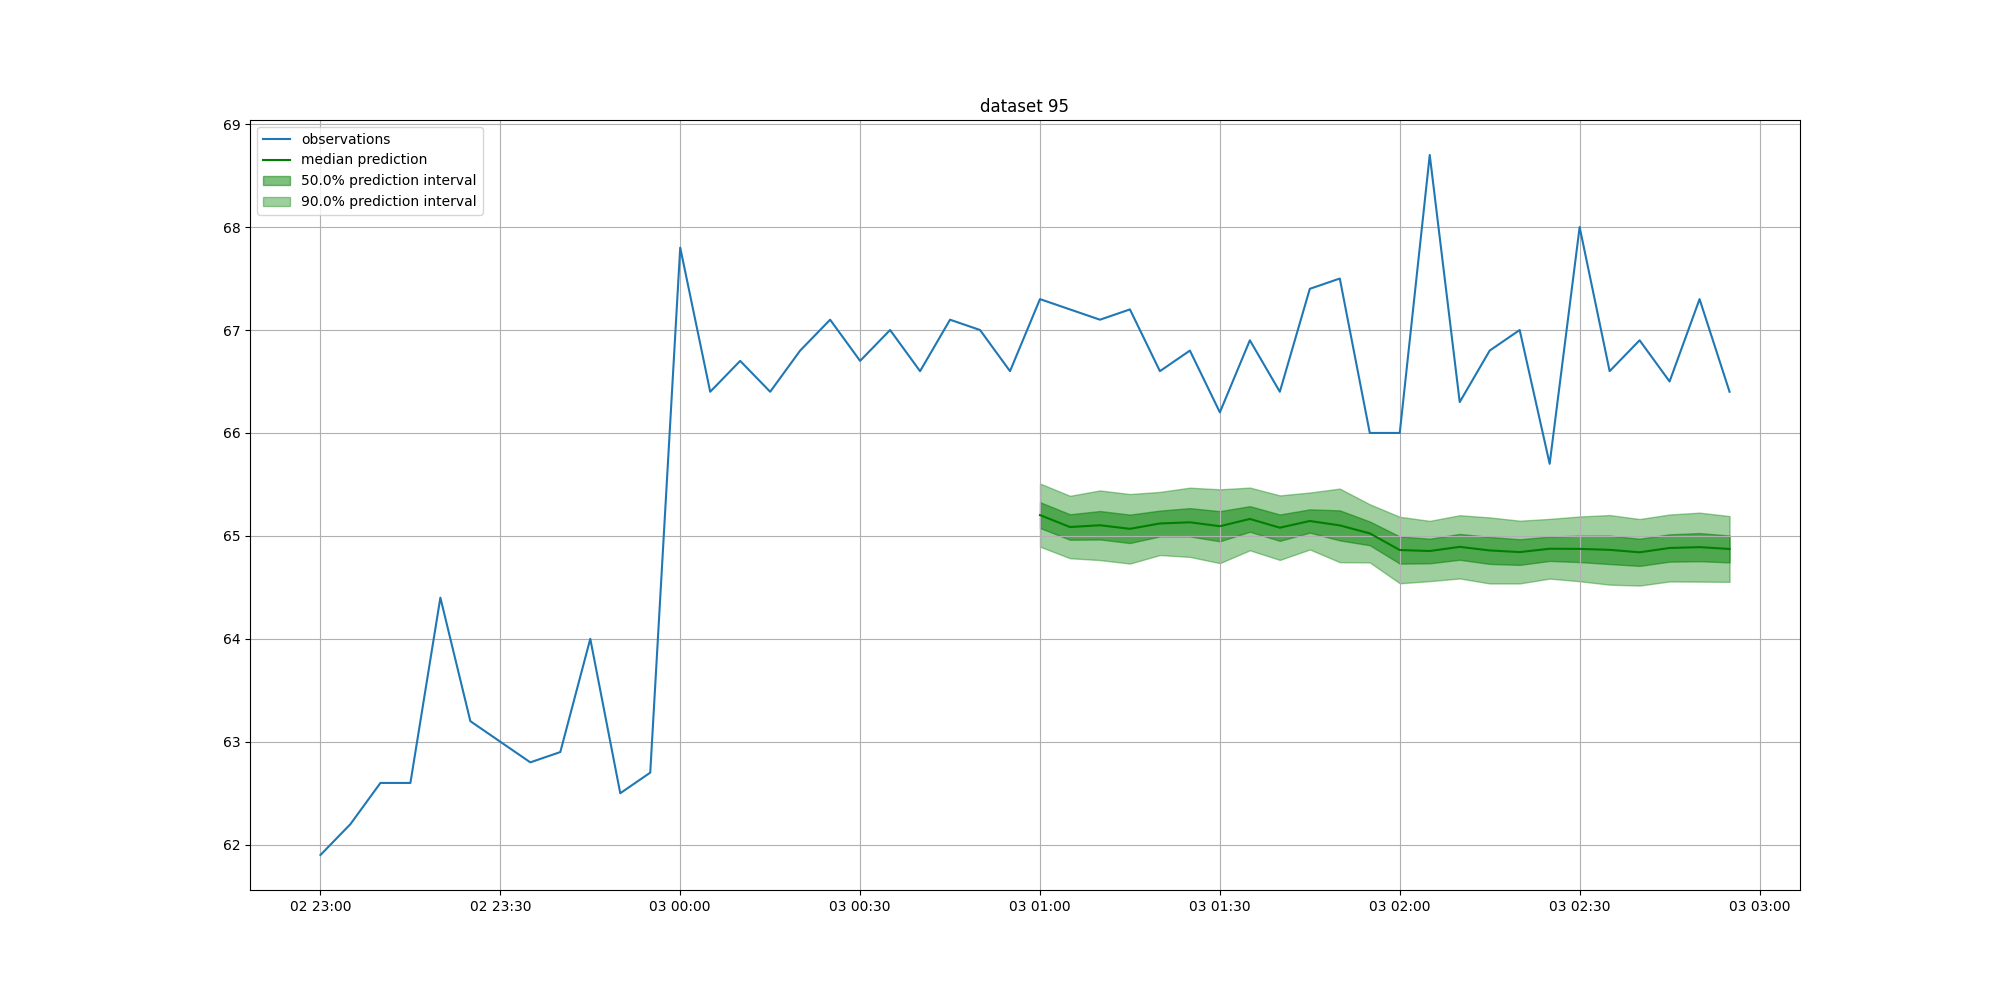 dataset 95
69
observations
median prediction
50.0% prediction interval
90.0% prediction interval
68
67
66
65
64
63
62
02 23:00 02 23:30 03 00:00 03 00:30 03 01:00 03 01:30 03 02:00 03 02:30 03 03:00